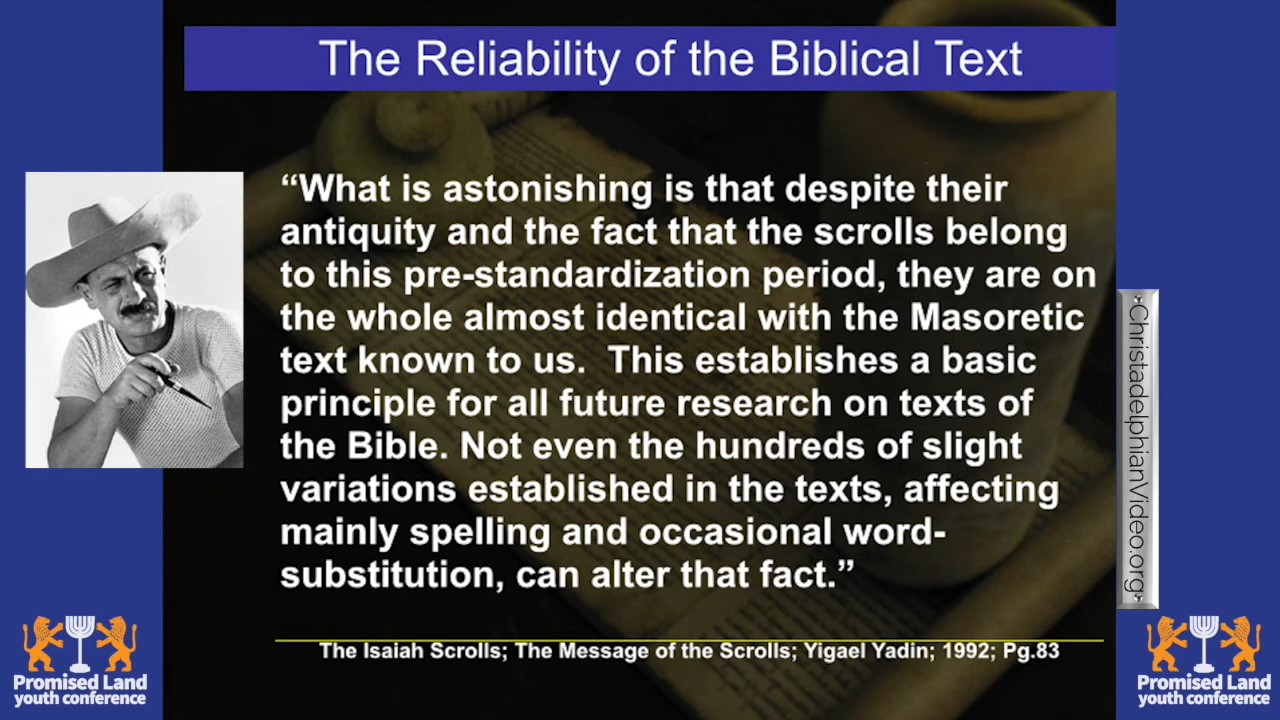 The Reliability of the Biblical Text
“What is astonishing is that despite their
antiquity and the fact that the scrolls belong
to this pre-standardization period, they are on
the whole almost identical with the Masoretic
text known to us.  This establishes a basic
principle for all future research on texts of
the Bible. Not even the hundreds of slight
variations established in the texts, affecting
mainly spelling and occasional word-
substitution, can alter that fact.”
The Isaiah Scrolls; The Message of the Scrolls; Yigael Yadin; 1992; Pg.83
ChristadelphianVideo.org
Promised Land
youth conference
Promised Land
youth conference